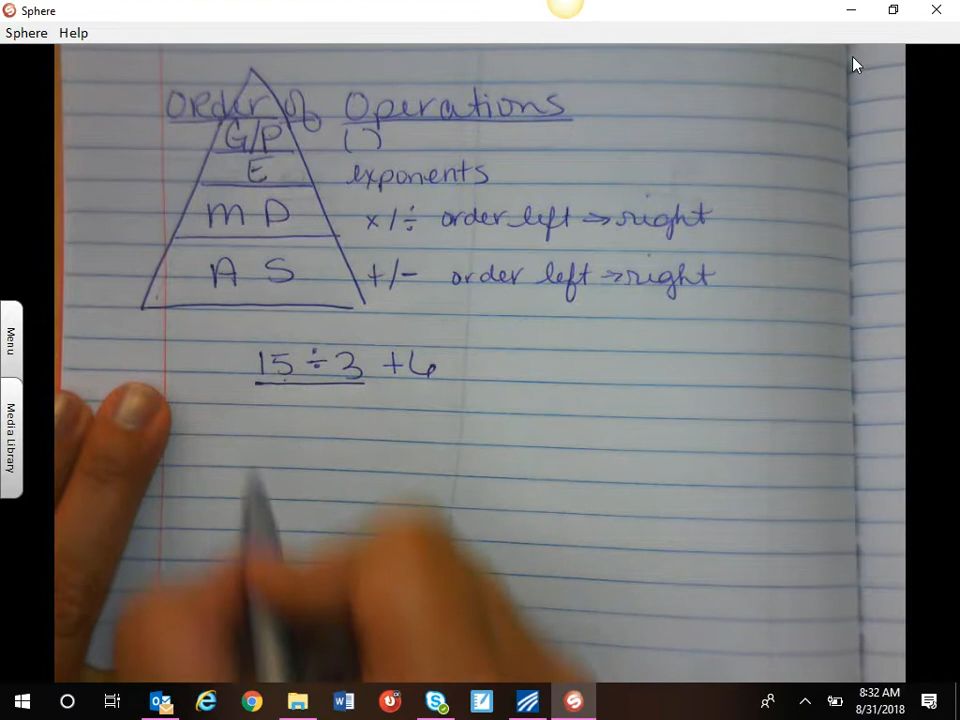 Sphere
Sphere Help
Order of Operations
G/P ( )
E exponents
M D × / ÷ order left → right
A S + / - order left → right
15 ÷ 3 + 6
Menu
Media Library
8:32 AM
8/31/2018